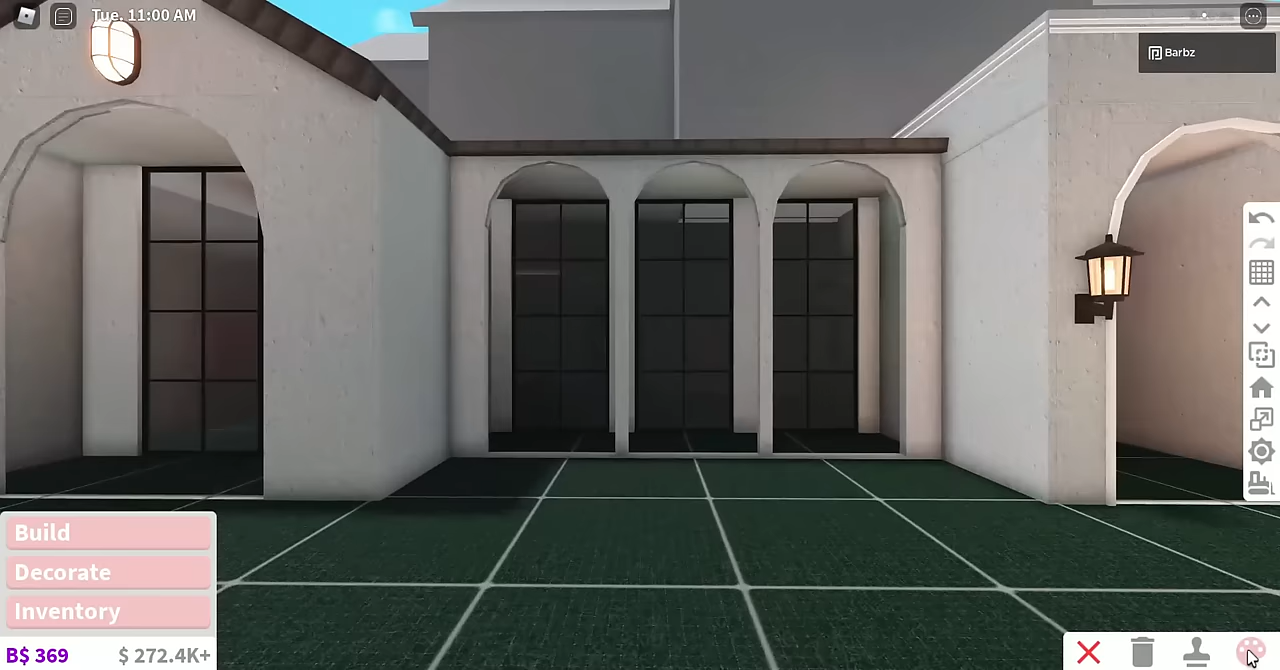 Tue. 11:00 AM
Barbz
Build
Decorate
Inventory
B$ 369
$ 272.4K+